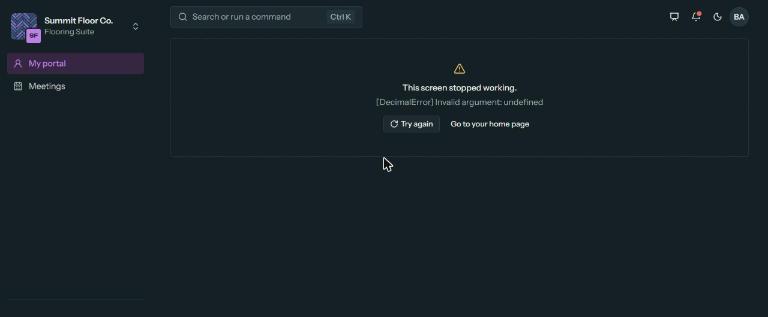 Summit Floor Co.
Flooring Suite
SF
Search or run a command
Ctrl K
BA
My portal
Meetings
This screen stopped working.
[DecimalError] Invalid argument: undefined
Try again
Go to your home page